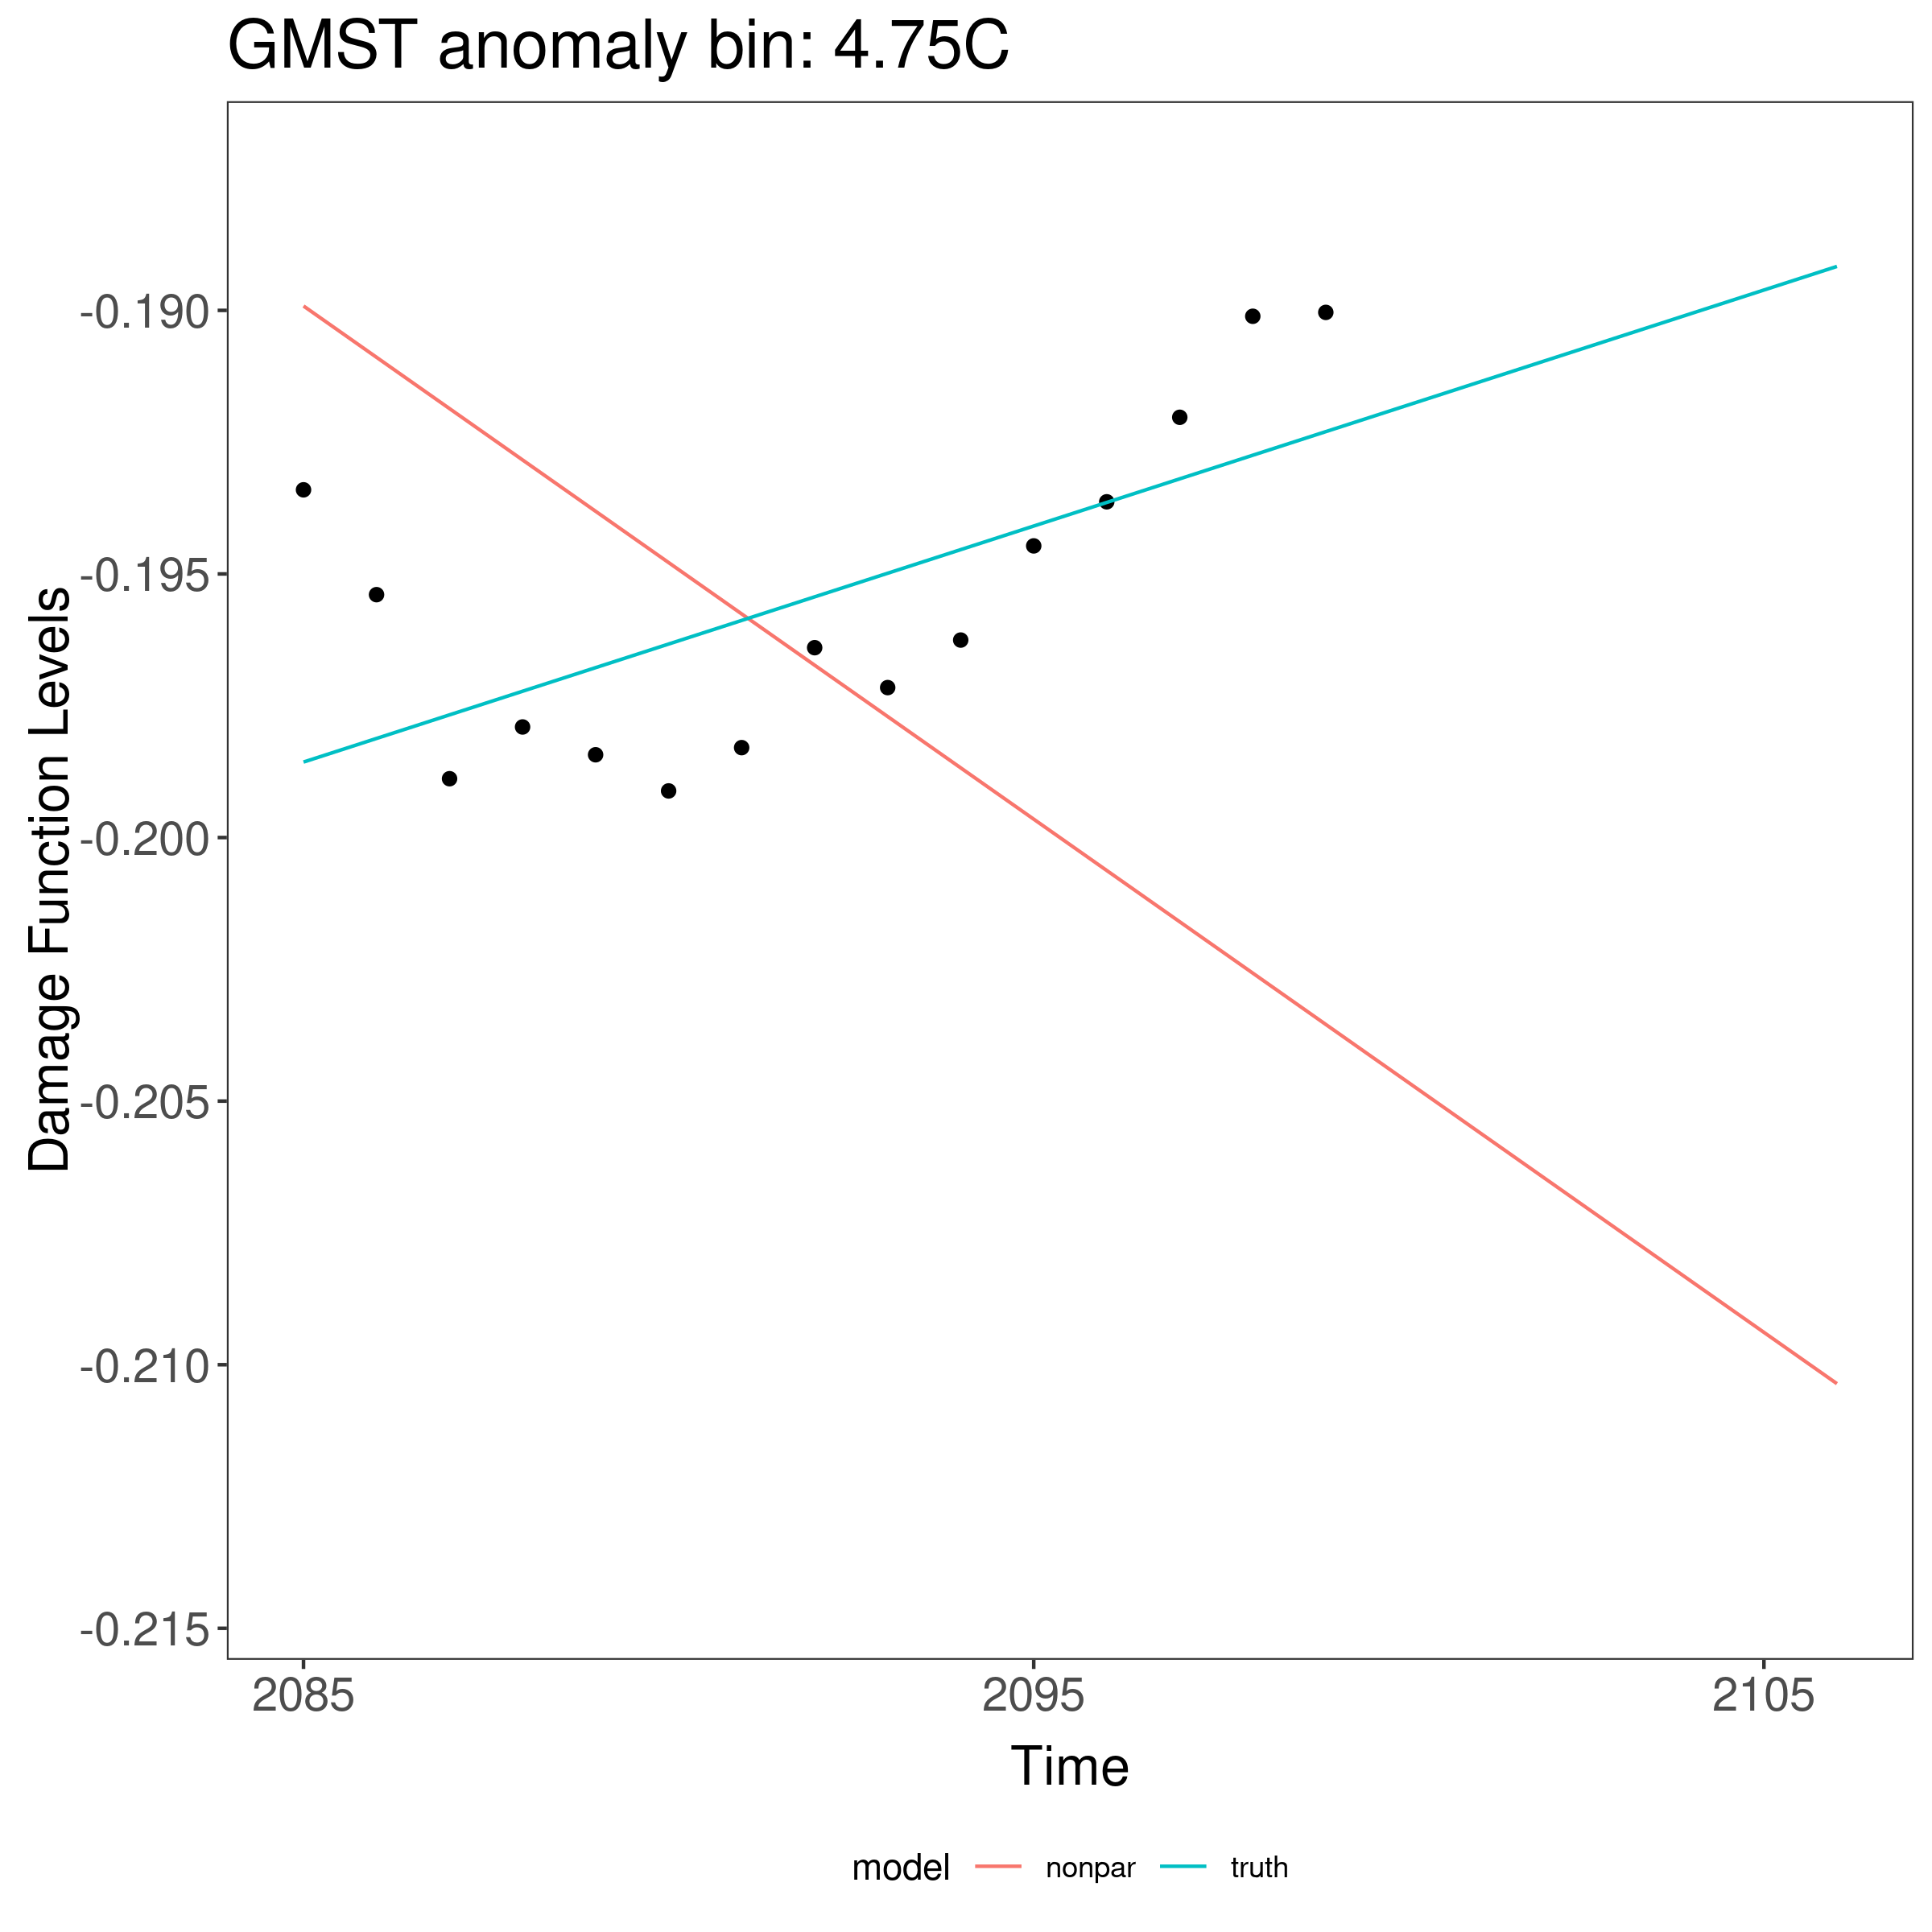 GMST anomaly bin: 4.75C
Damage Function Levels
-0.190
-0.195
-0.200
-0.205
-0.210
-0.215
2085 2095 2105
Time
model nonpar truth